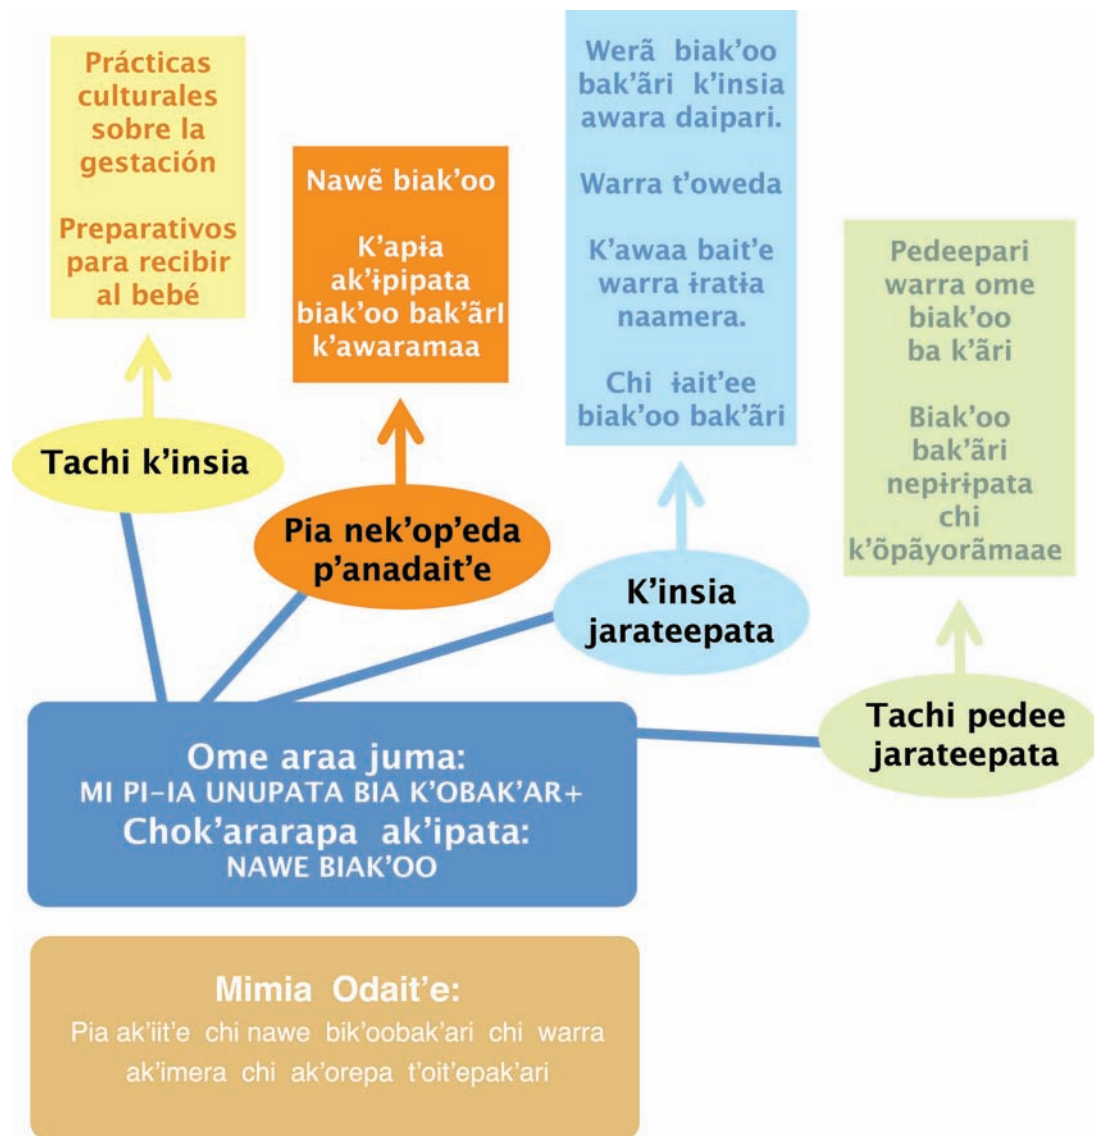 Prácticas
culturales
sobre la
gestación
Preparativos
para recibir
al bebé
Nawẽ biak’oo
K’apɨa
ak’ɨpipata
biak’oo bak’ãrI
k’awaramaa
Werã biak’oo
bak’ãri k’insia
awara daipari.
Warra t’oweda
K’awaa bait’e
warra ɨratɨa
naamera.
Chi ɨait’ee
biak’oo bak’ãri
Pedeepari
warra ome
biak’oo
ba k’ãri
Biak’oo
bak’ãri
nepɨrɨpata
chi
k’õpãyorãmaae
Tachi k’insia
Pia nek’op’eda
p’anadait’e
K’insia
jarateepata
Tachi pedee
jarateepata
Ome araa juma:
MI PI-IA UNUPATA BIA K’OBAK’AR+
Chok’ararapa ak’ipata:
NAWE BIAK’OO
Mimia Odait’e:
Pia ak’iit’e chi nawe bik’oobak’ari chi warra
ak’imera chi ak’orepa t’oit’epak’ari